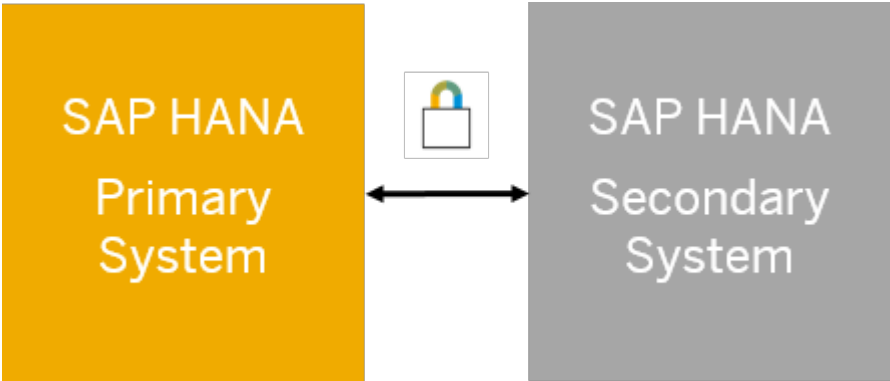 SAP HANA
Primary
System
SAP HANA
Secondary
System